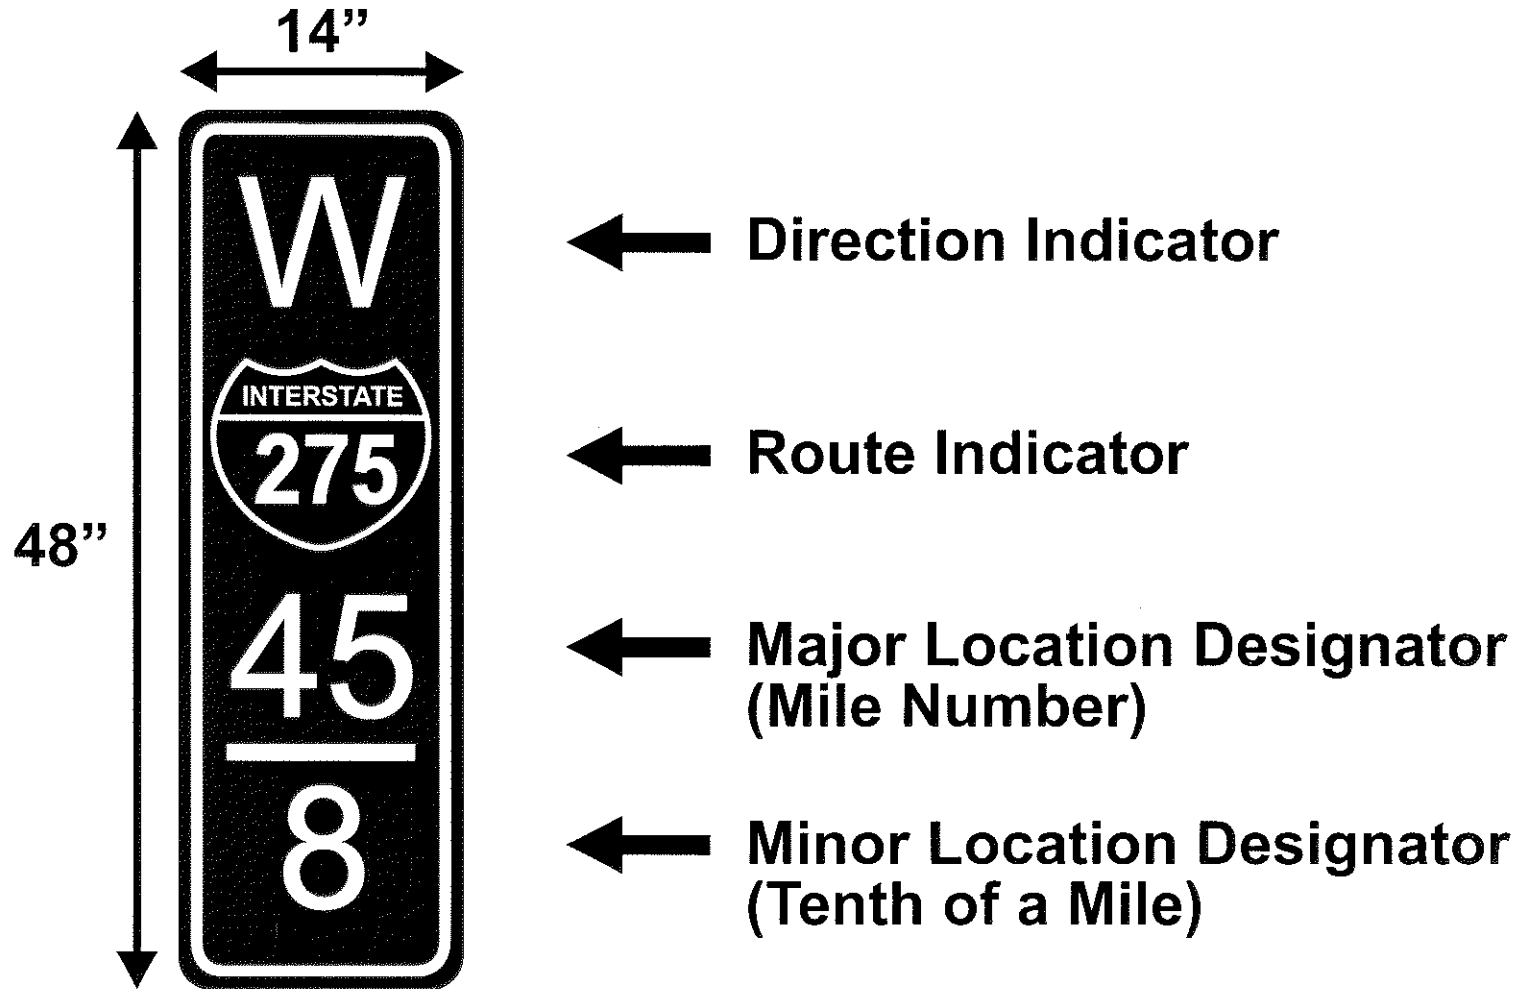 14”
W
Direction Indicator
INTERSTATE
275
Route Indicator
48”
45
Major Location Designator
(Mile Number)
8
Minor Location Designator
(Tenth of a Mile)